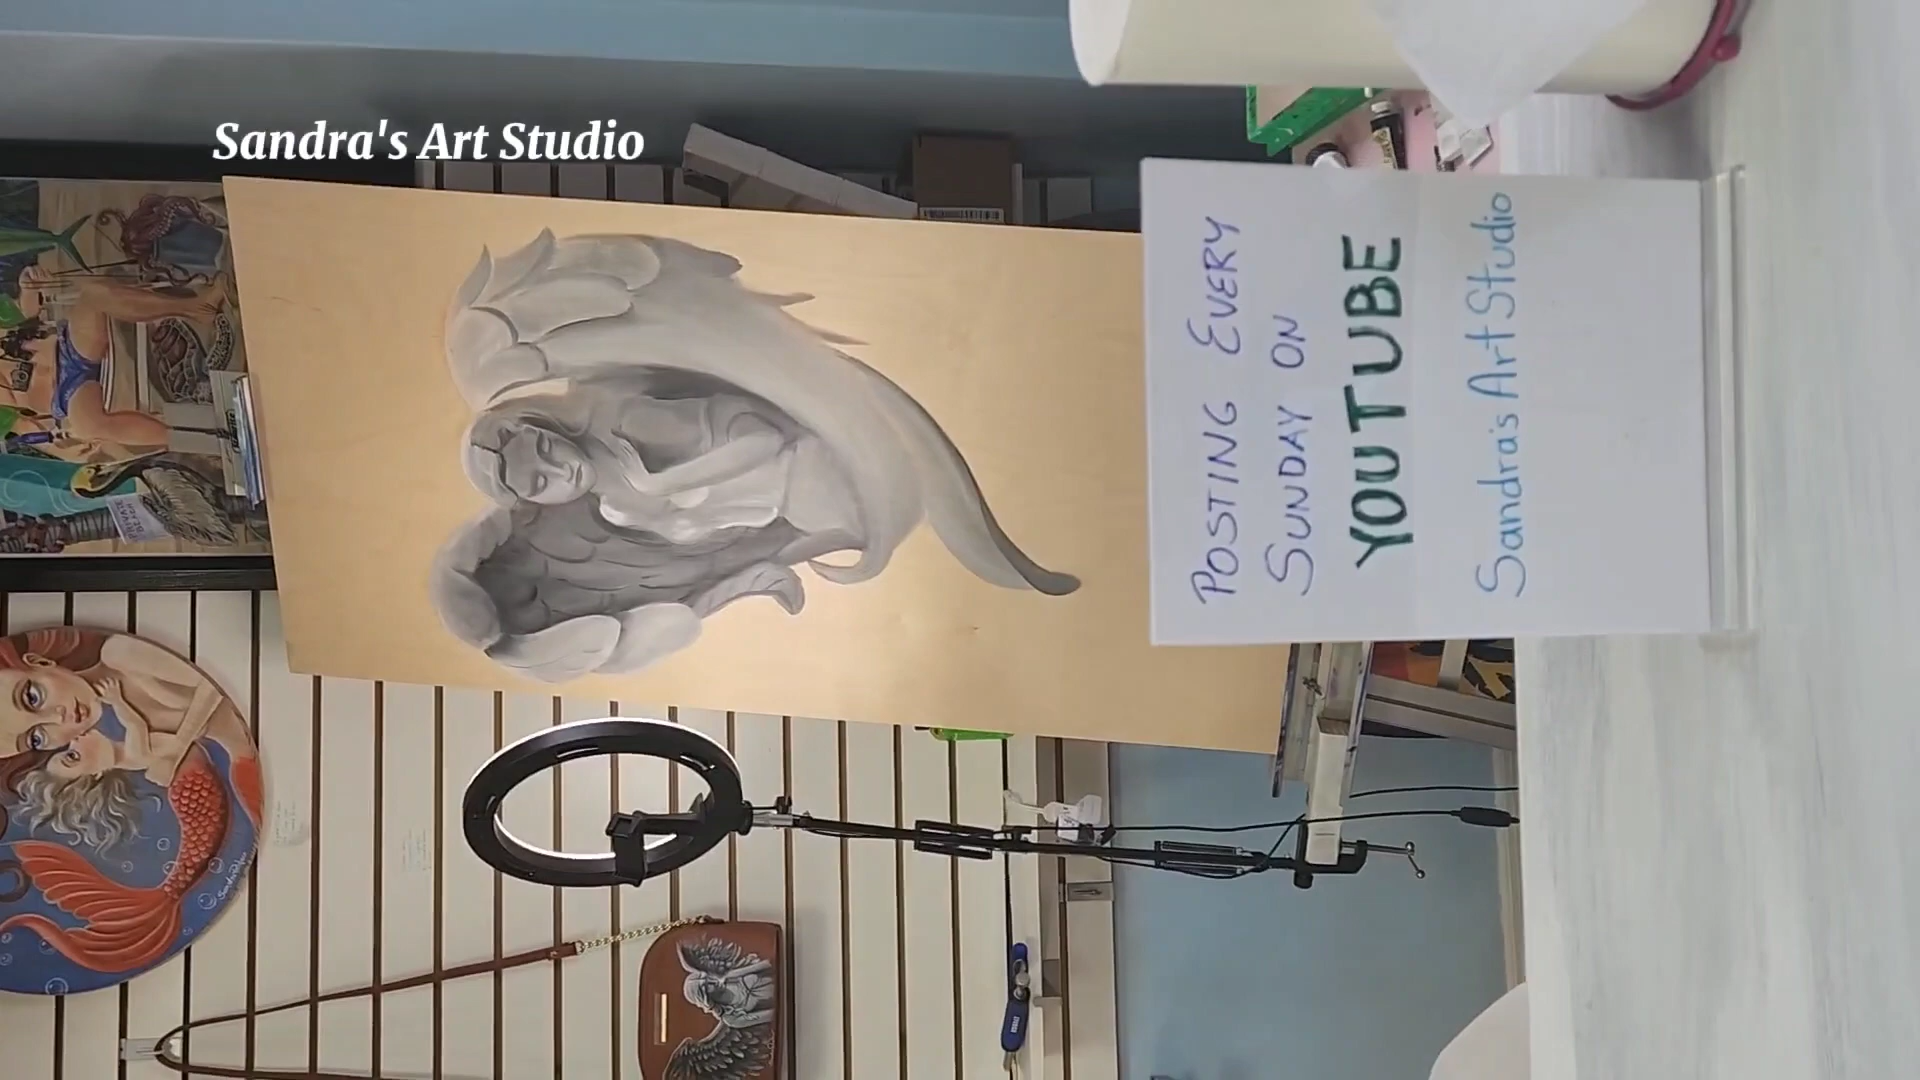 Sandra's Art Studio
POSTING EVERY
SUNDAY ON
YOUTUBE
Sandra's Art Studio